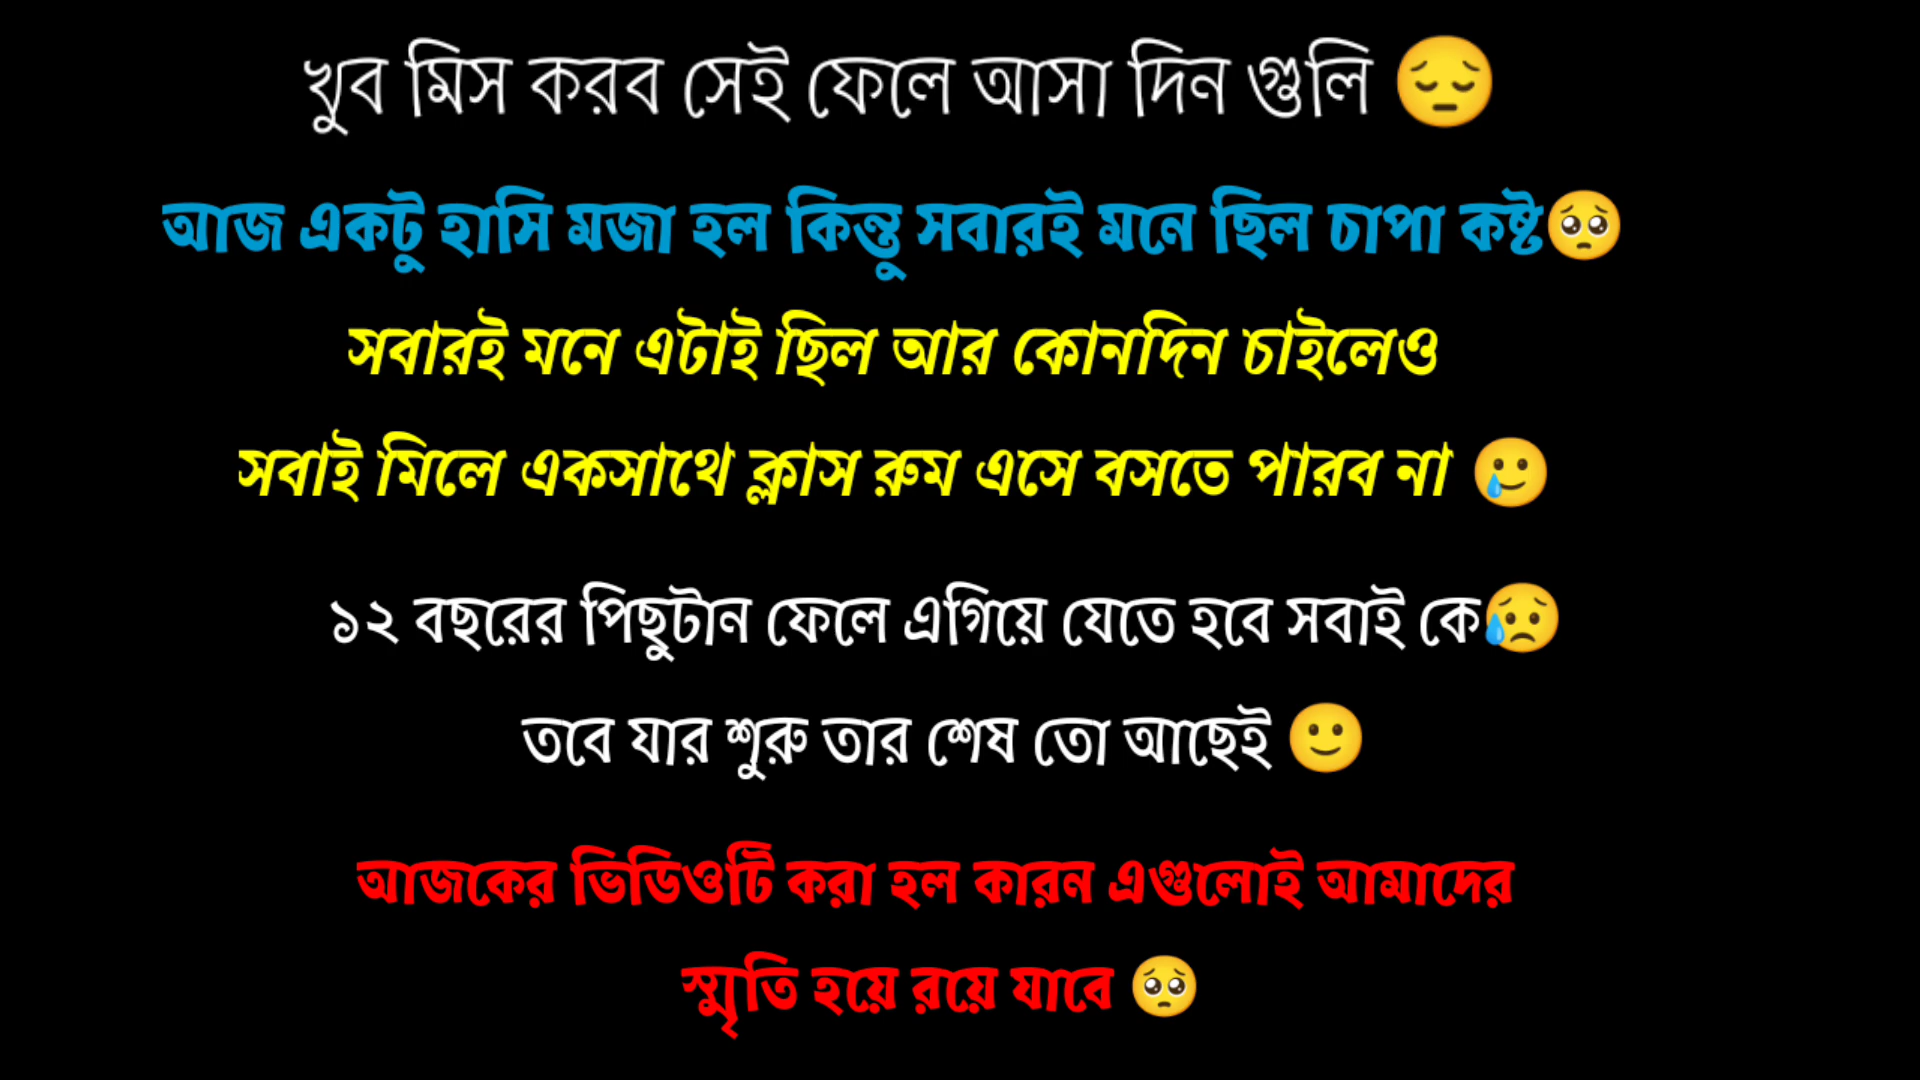 খুব মিস করব সেই ফেলে আসা দিন গুলি 😔
আজ একটু হাসি মজা হল কিন্তু সবারই মনে ছিল চাপা কষ্ট🥺
সবারই মনে এটাই ছিল আর কোনদিন চাইলেও
সবাই মিলে একসাথে ক্লাস রুম এসে বসতে পারব না 🥲
১২ বছরের পিছুটান ফেলে এগিয়ে যেতে হবে সবাই কে😥
তবে যার শুরু তার শেষ তো আছেই 🙂
আজকের ভিডিওটি করা হল কারন এগুলোই আমাদের
স্মৃতি হয়ে রয়ে যাবে 🥺